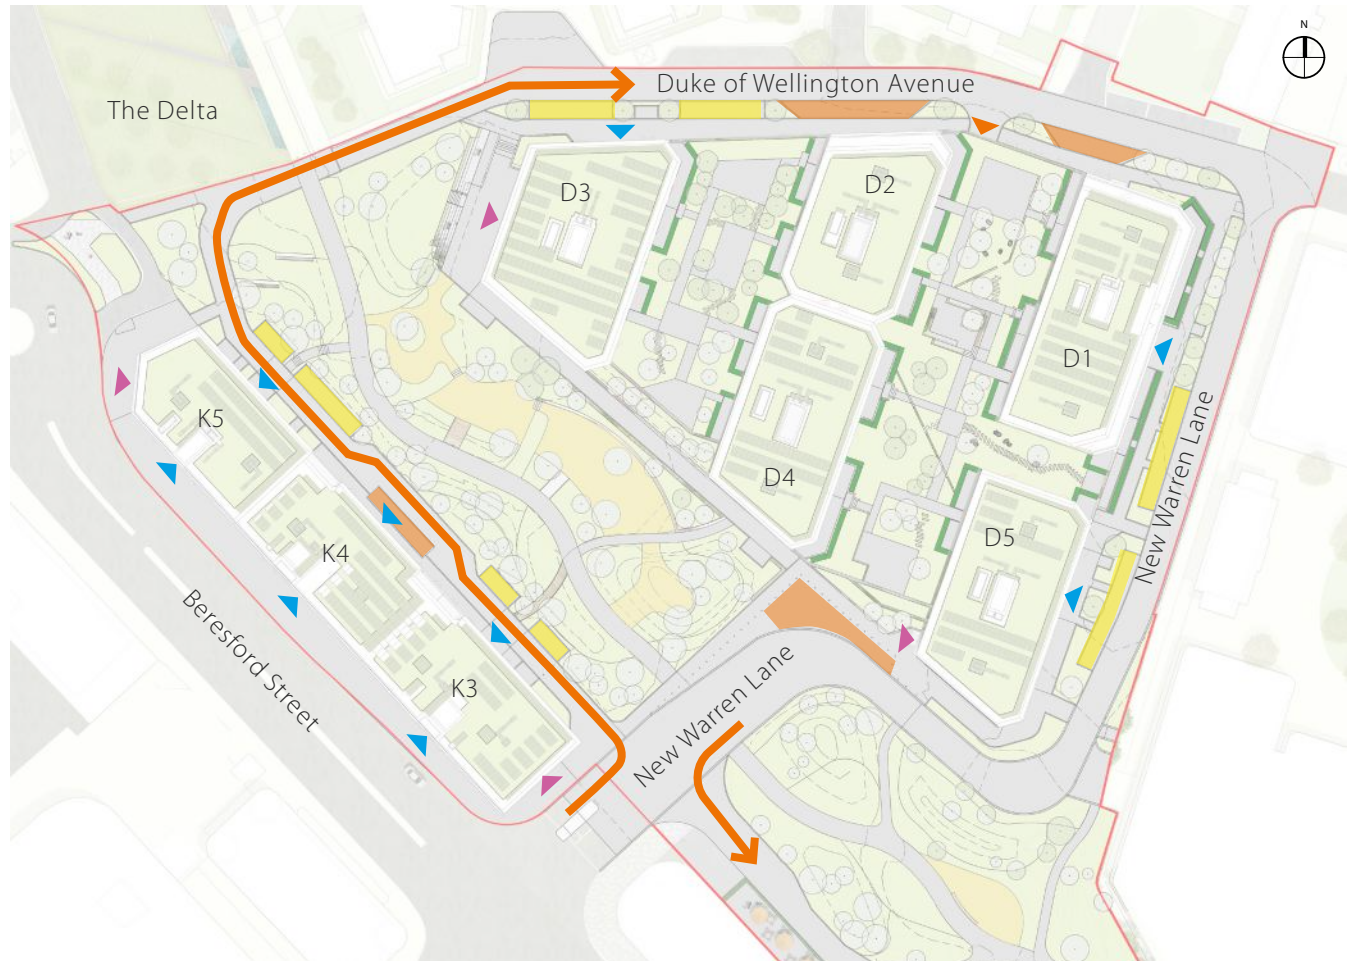 N
Duke of Wellington Avenue
The Delta
D3
D2
D1
K5
D4
D5
K4
K3
New Warren Lane
Beresford Street
New Warren Lane